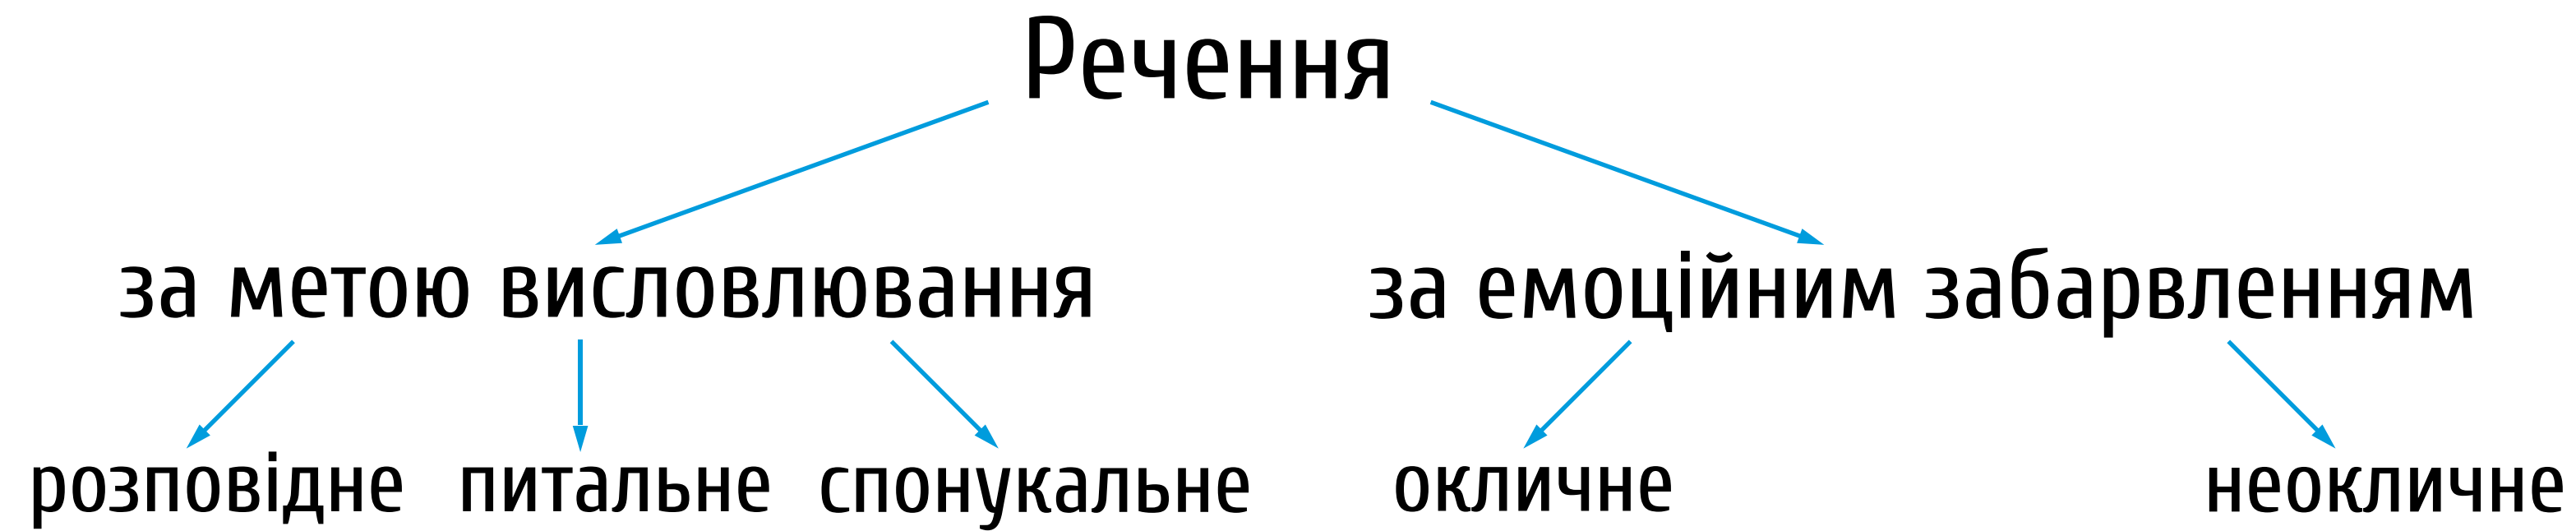 Речення
за метою висловлювання за емоційним забарвленням
розповідне питальне спонукальне окличне неокличне